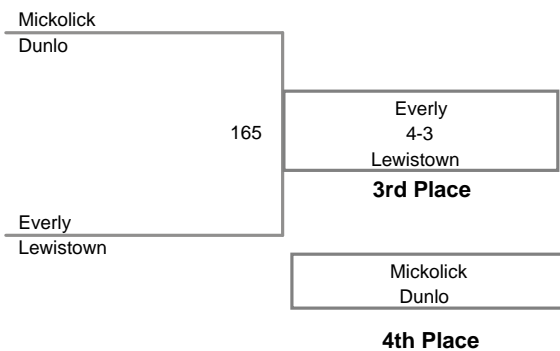 Mickolick
Dunlo
165
Everly
4-3
Lewistown
3rd Place
Everly
Lewistown
Mickolick
Dunlo
4th Place